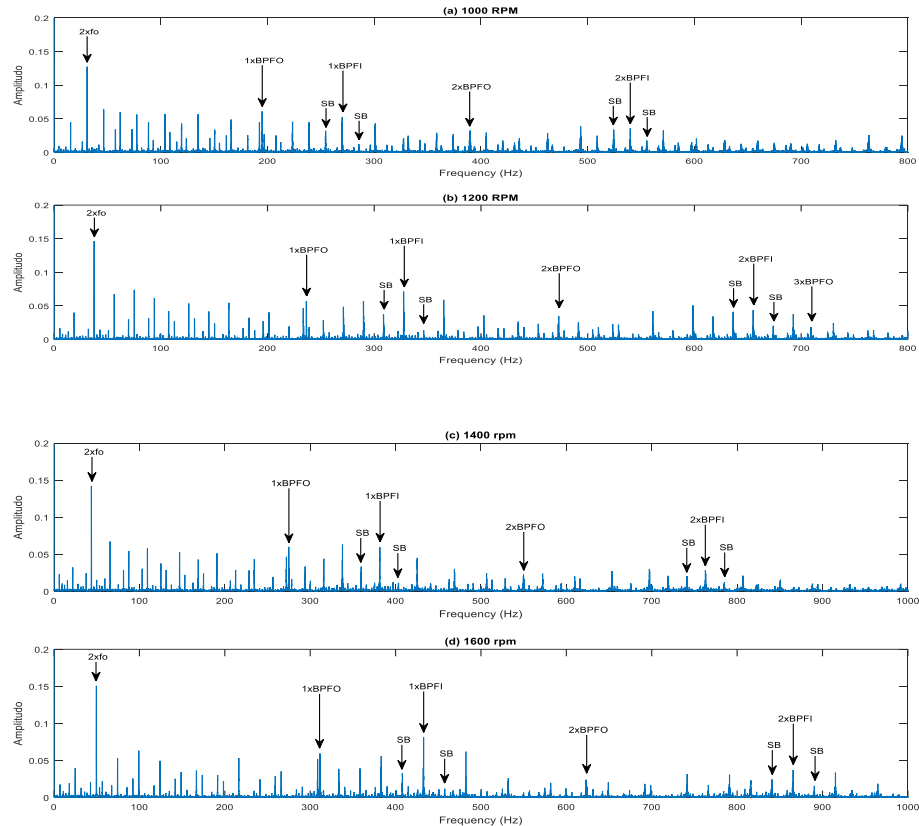 (a) 1000 RPM
0.2
2xfo
0.15
1xBPFO
1xBPFI
2xBPFI
Amplitudo
0.1
2xBPFO
SB
SB
SB
SB
0.05
0
0
100
200
300
400
500
600
700
800
Frequency (Hz)
(b) 1200 RPM
0.2
2xfo
0.15
1xBPFO
1xBPFI
2xBPFO
2xBPFI
Amplitudo
0.1
SB
SB
SB
SB
3xBPFO
0.05
0
0
100
200
300
400
500
600
700
800
Frequency (Hz)
(c) 1400 rpm
0.2
2xfo
0.15
1xBPFO
1xBPFI
2xBPFO
2xBPFI
Amplitudo
0.1
SB
SB
SB
SB
0.05
0
0
100
200
300
400
500
600
700
800
900
1000
Frequency (Hz)
(d) 1600 rpm
0.2
2xfo
0.15
1xBPFO
1xBPFI
2xBPFO
2xBPFI
Amplitudo
0.1
SB
SB
SB
SB
0.05
0
0
100
200
300
400
500
600
700
800
900
1000
Frequency (Hz)